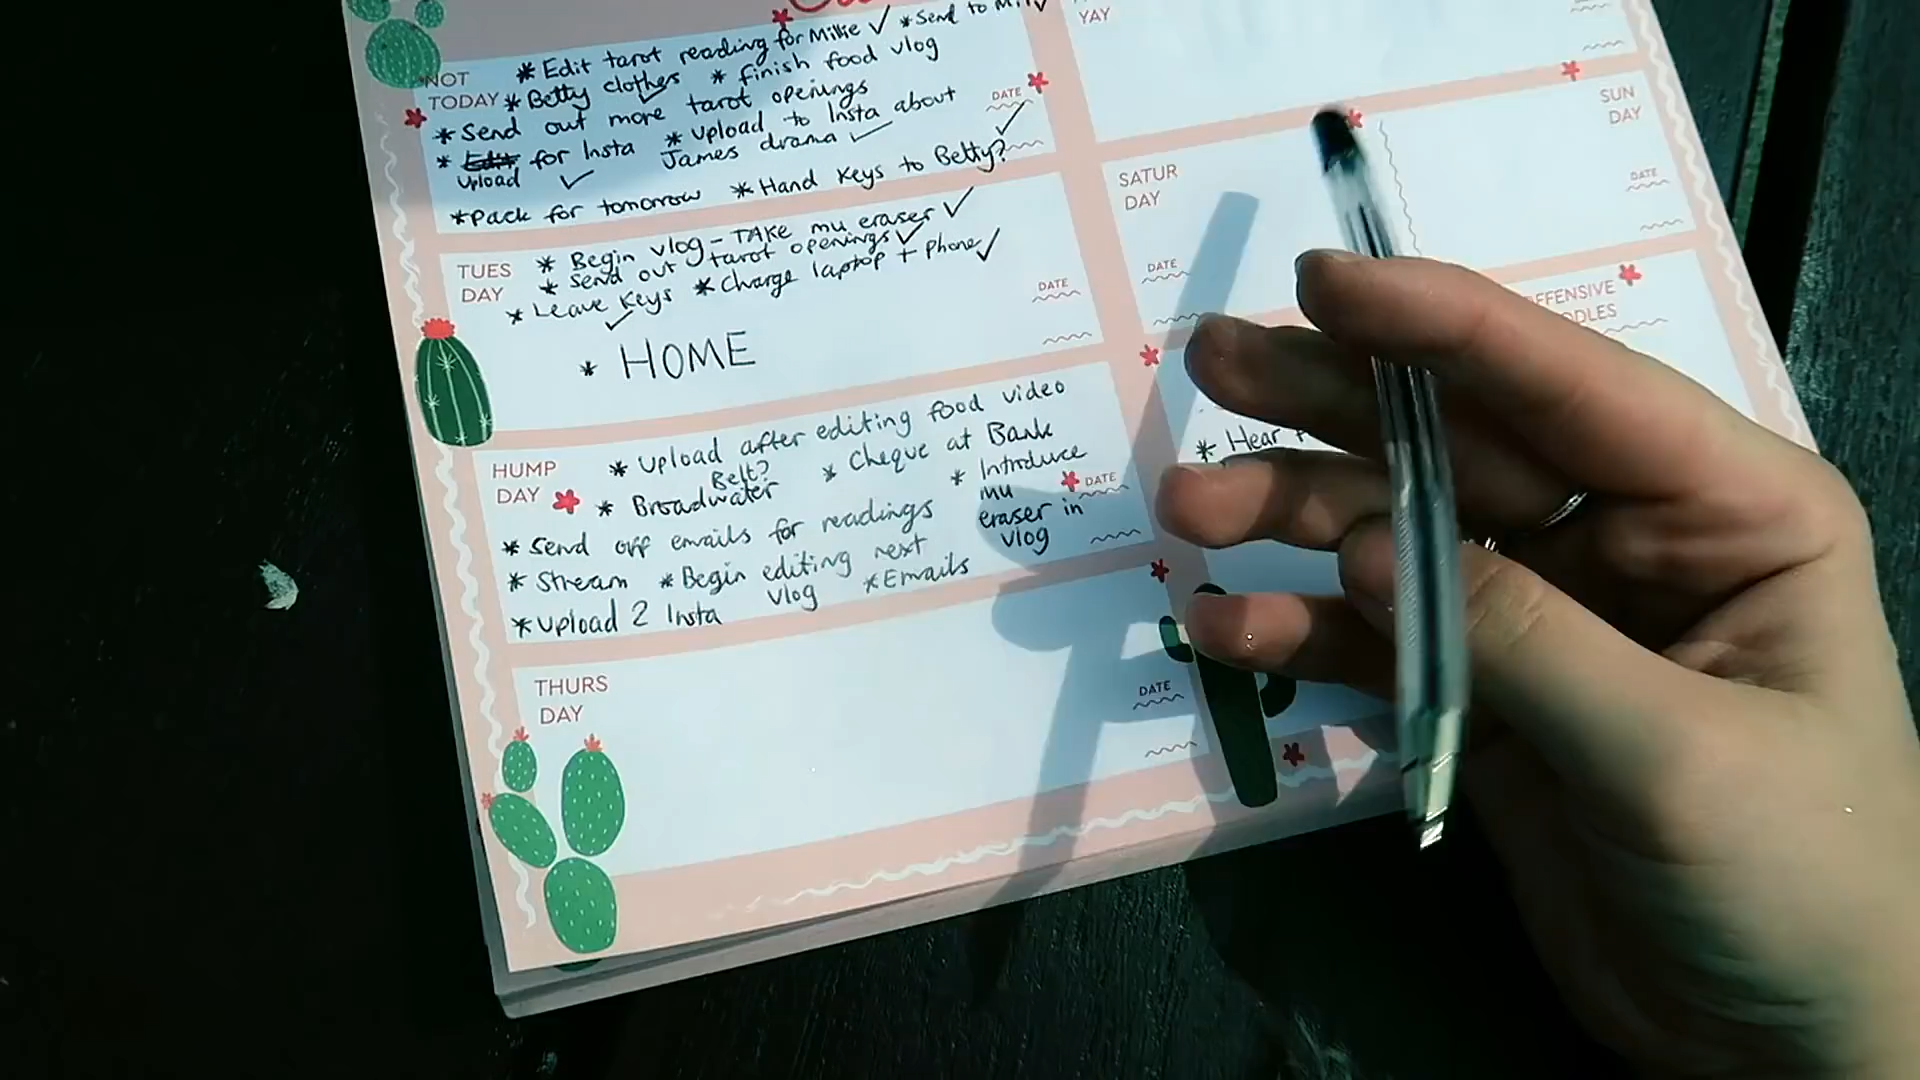 NOT
TODAY
* Edit tarot reading for Millie ✓ * Send to
* Betty clothes ✓ * Finish food vlog
* Send out more tarot openings
* Upload to Insta about
James drama ✓
* Edit for Insta
Upload ✓
* Pack for tomorrow * Hand keys to Betty? ✓
DATE
TUES
DAY
* Begin vlog - TAKE mu eraser ✓
* Send out tarot openings ✓
* Leave keys ✓ * Charge laptop + phone ✓
* HOME
DATE
HUMP
DAY
* Upload after editing food video
Belt?
* Broadwater * Cheque at Bank
* Introduce
mu
eraser in
vlog
* Send off emails for readings
* Stream * Begin editing next
vlog * Emails
* Upload 2 Insta
DATE
THURS
DAY
DATE
YAY
SATUR
DAY
DATE
SUN
DAY
DATE
* Hear